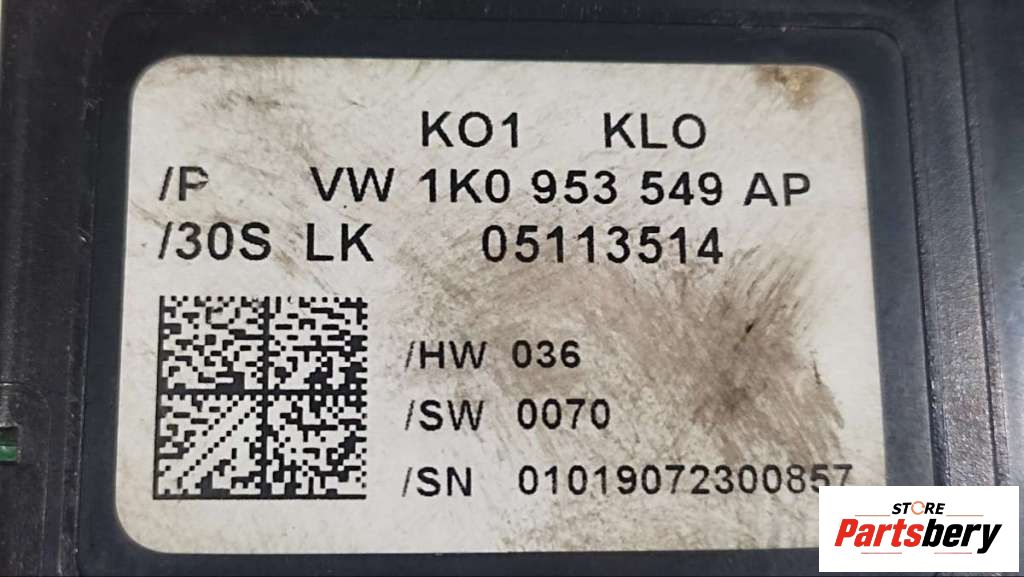 KO1 KLO
/P VW 1K0 953 549 AP
/30S LK 05113514
/HW 036
/SW 0070
/SN 01019072300857
STORE
Partsbery